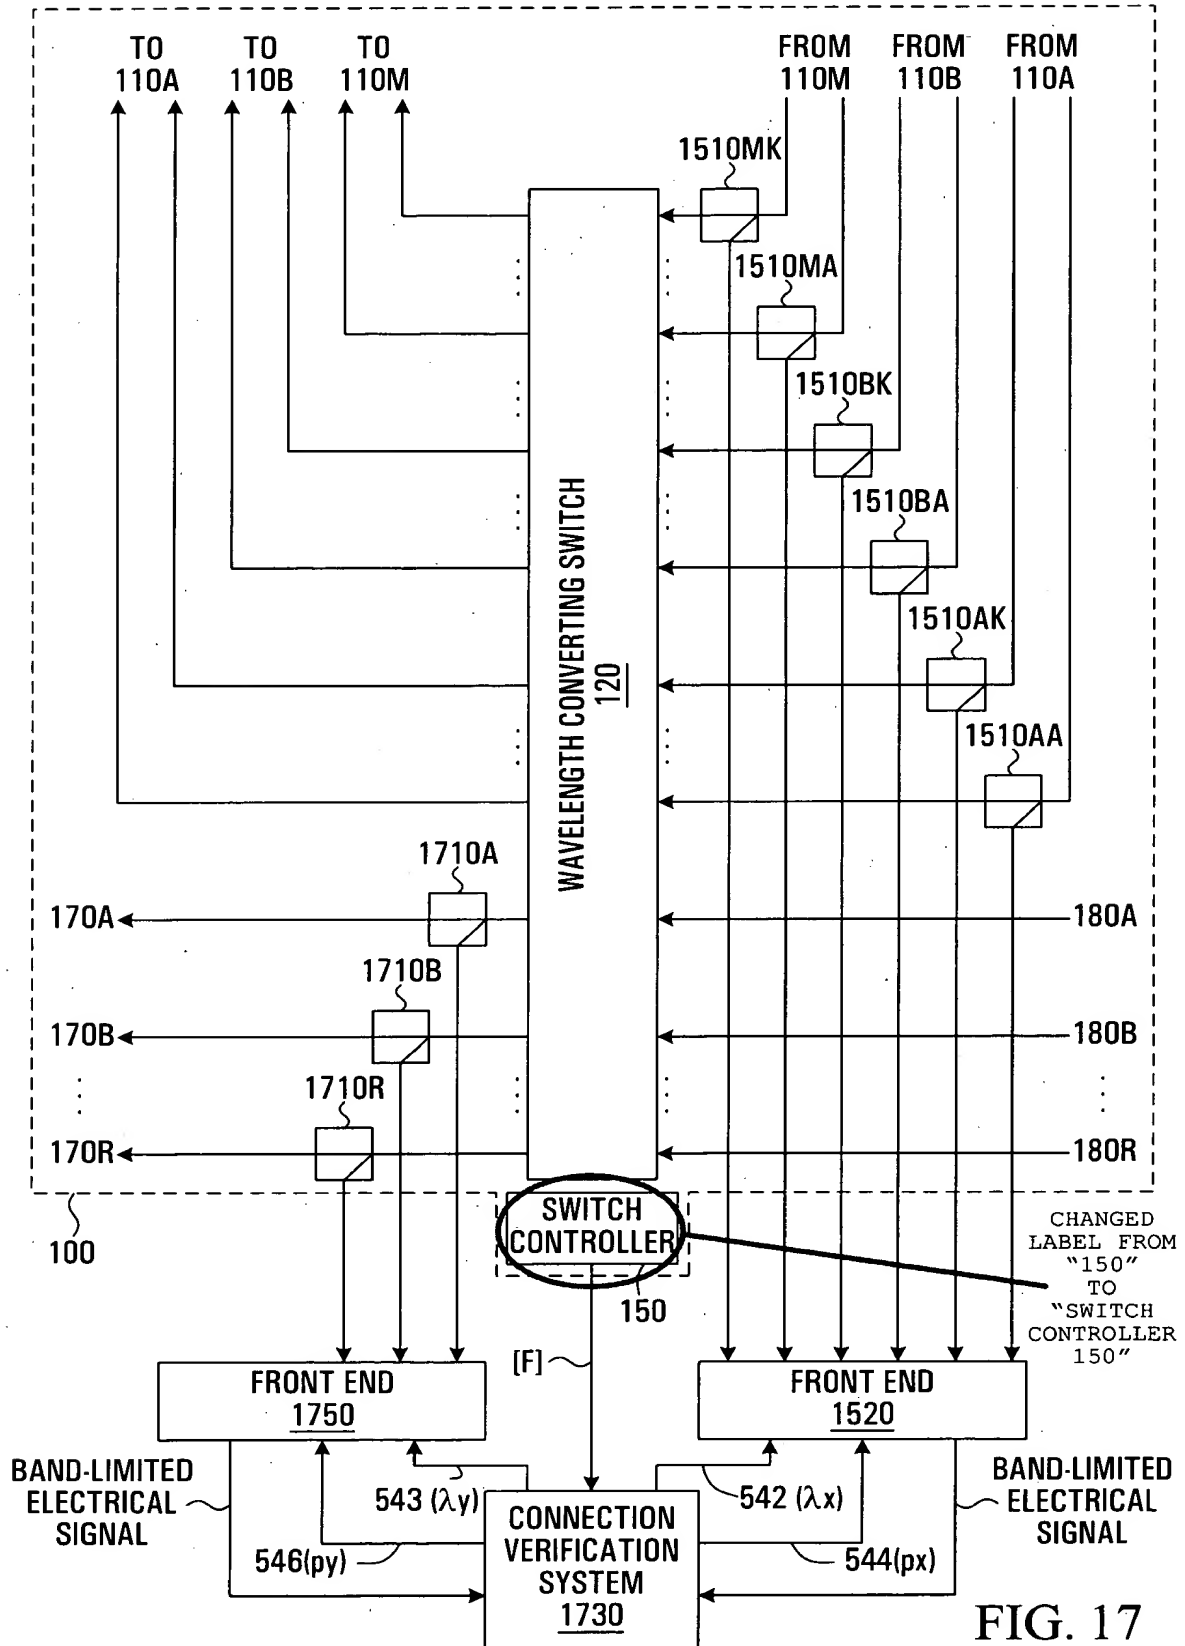 TO
110A
TO
110B
TO
110M
FROM
110M
FROM
110B
FROM
110A
1510MK
1510MA
1510BK
1510BA
1510AK
1510AA
WAVELENGTH CONVERTING SWITCH
120
1710A
170A
180A
1710B
170B
180B
1710R
170R
180R
100
SWITCH
CONTROLLER
150
CHANGED
LABEL FROM
"150"
TO
"SWITCH
CONTROLLER
150"
[F]
FRONT END
1750
FRONT END
1520
BAND-LIMITED
ELECTRICAL
SIGNAL
543 (λy)
542 (λx)
BAND-LIMITED
ELECTRICAL
SIGNAL
546(py)
544(px)
CONNECTION
VERIFICATION
SYSTEM
1730
FIG. 17